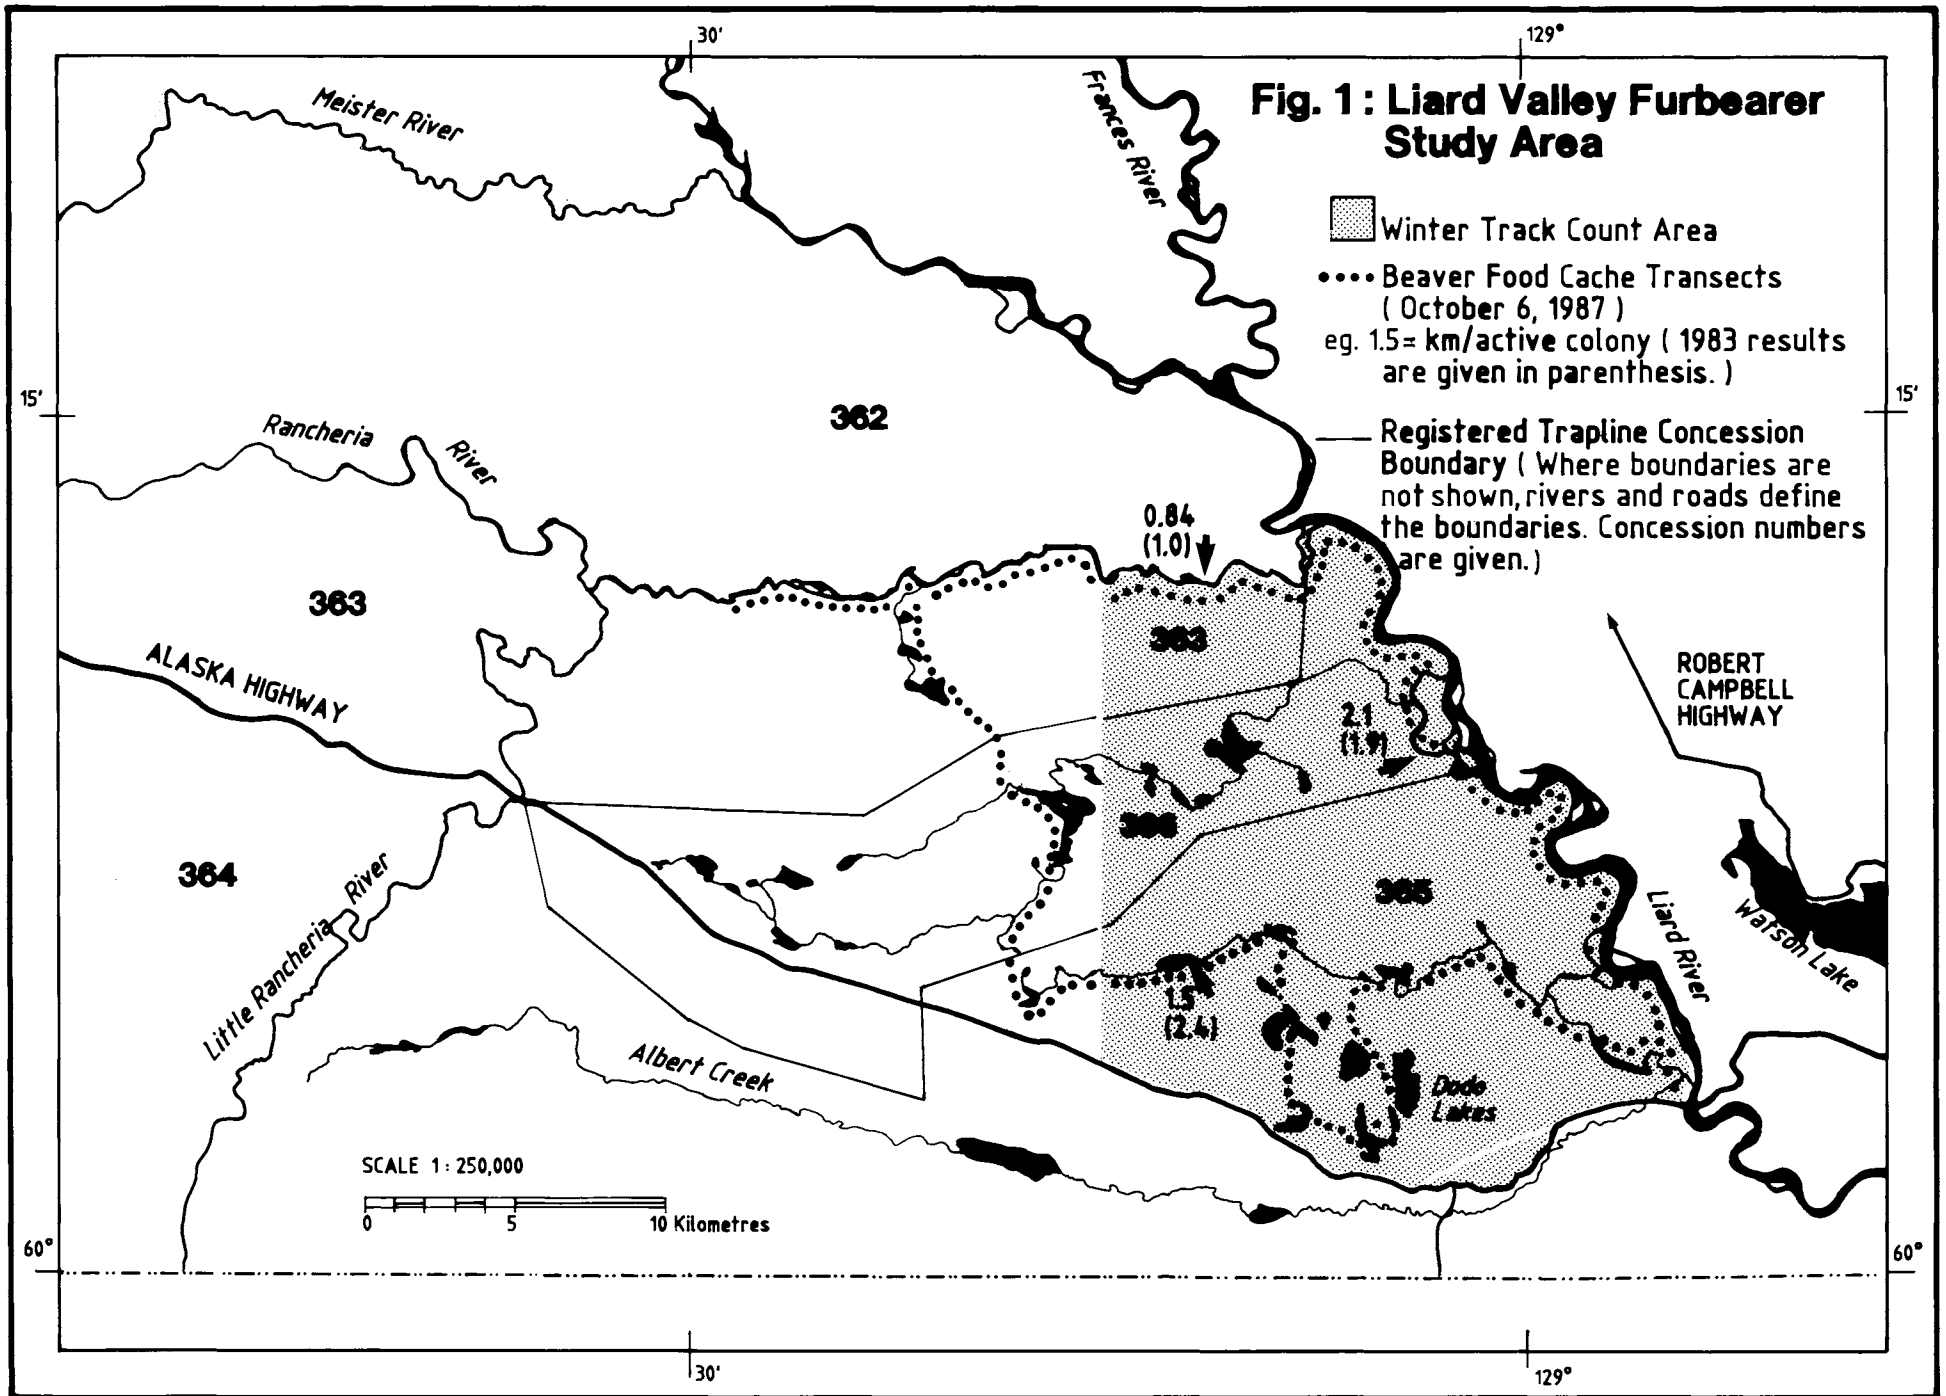 30'
129°
Fig. 1: Liard Valley Furbearer
Study Area
Meister River
Frances River
Winter Track Count Area
Beaver Food Cache Transects
( October 6, 1987 )
eg. 1.5 = km/active colony ( 1983 results
are given in parenthesis. )
15'
15'
Registered Trapline Concession
Boundary ( Where boundaries are
not shown, rivers and roads define
the boundaries. Concession numbers
are given. )
362
Rancheria
River
0.84
(1.0)
363
363
ALASKA HIGHWAY
ROBERT
CAMPBELL
HIGHWAY
2.1
(1.9)
364
365
Little Rancheria River
Liard River
Watson Lake
1.5
(2.4)
Albert Creek
Dodo
Lakes
SCALE 1 : 250,000
0 5 10 Kilometres
60°
60°
30'
129°